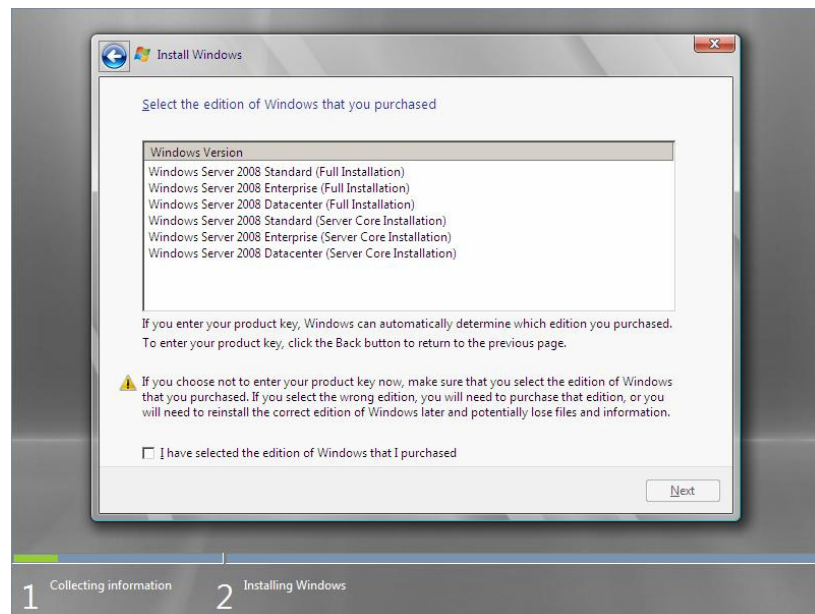 Install Windows
Select the edition of Windows that you purchased
Windows Version
Windows Server 2008 Standard (Full Installation)
Windows Server 2008 Enterprise (Full Installation)
Windows Server 2008 Datacenter (Full Installation)
Windows Server 2008 Standard (Server Core Installation)
Windows Server 2008 Enterprise (Server Core Installation)
Windows Server 2008 Datacenter (Server Core Installation)
If you enter your product key, Windows can automatically determine which edition you purchased.
To enter your product key, click the Back button to return to the previous page.
If you choose not to enter your product key now, make sure that you select the edition of Windows
that you purchased. If you select the wrong edition, you will need to purchase that edition, or you
will need to reinstall the correct edition of Windows later and potentially lose files and information.
I have selected the edition of Windows that I purchased
Next
1 Collecting information 2 Installing Windows